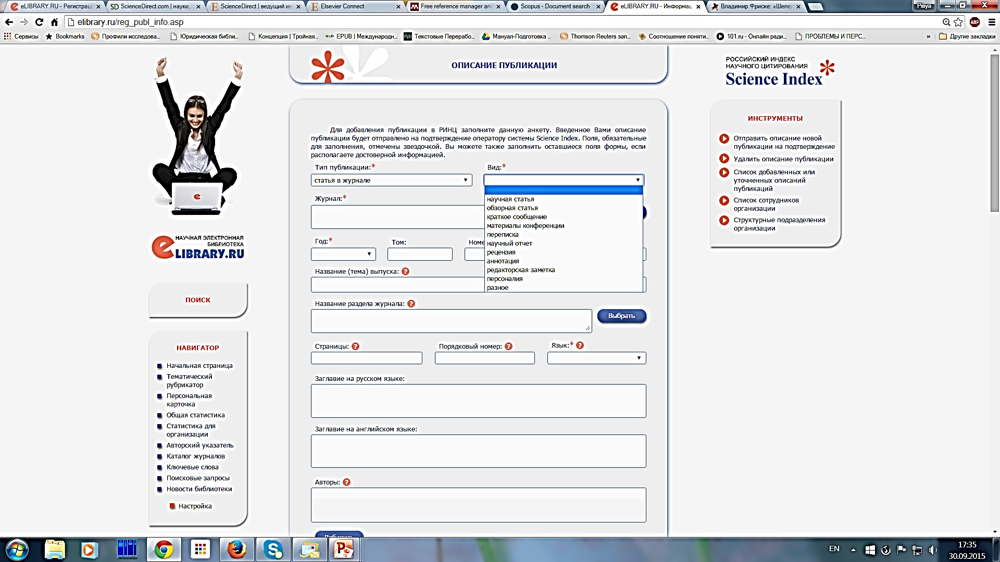 eLIBRARY.RU - Регистрац
ScienceDirect.com | науки,
ScienceDirect | ведущий ин
Elsevier Connect
Free reference manager and
Scopus - Document search
eLIBRARY.RU - Информац
Владимир Фриске: «Шепел
Pisya
elibrary.ru/reg_publ_info.asp
ABP
Сервисы
Bookmarks
Профили исследова...
Юридическая библи...
Концепция | Тройная...
EPUB | Международн...
Текстовые Перерабо...
Мануал-Подготовка ...
Thomson Reuters зап...
Соотношение поняти...
101.ru - Онлайн ради...
ПРОБЛЕМЫ И ПЕРС...
»
Другие закладки
НАУЧНАЯ ЭЛЕКТРОННАЯ
БИБЛИОТЕКА
eLIBRARY.RU
ПОИСК
НАВИГАТОР
Начальная страница
Тематический
рубрикатор
Персональная
карточка
Общая статистика
Статистика для
организации
Авторский указатель
Каталог журналов
Ключевые слова
Поисковые запросы
Новости библиотеки
Настройка
ОПИСАНИЕ ПУБЛИКАЦИИ
Для добавления публикации в РИНЦ заполните данную анкету. Введенное Вами описание
публикации будет отправлено на подтверждение оператору системы Science Index. Поля, обязательные
для заполнения, отмечены звездочкой. Вы можете также заполнить оставшиеся поля формы, если
располагаете достоверной информацией.
Тип публикации:* Вид:*
статья в журнале
Журнал:*
научная статья
обзорная статья
краткое сообщение
материалы конференции
переписка
научный отчет
рецензия
аннотация
редакторская заметка
персоналия
разное
Год:* Том: Номе
Название (тема) выпуска: ?
Название раздела журнала: ?
Выбрать
Страницы: ? Порядковый номер: ? Язык:* ?
Заглавие на русском языке:
Заглавие на английском языке:
Авторы: ?
Добавить
РОССИЙСКИЙ ИНДЕКС
НАУЧНОГО ЦИТИРОВАНИЯ
Science Index
ИНСТРУМЕНТЫ
Отправить описание новой
публикации на подтверждение
Удалить описание публикации
Список добавленных или
уточненных описаний
публикаций
Список сотрудников
организации
Структурные подразделения
организации
EN
17:35
30.09.2015